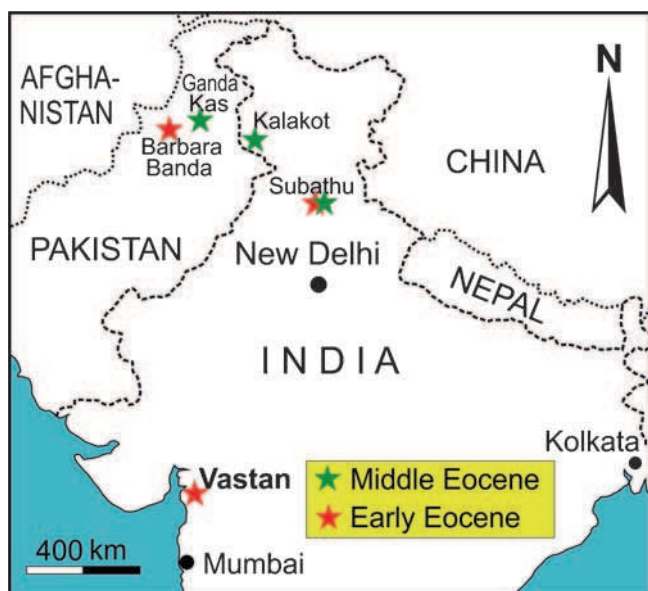 AFGHA-
NISTAN
Ganda
Kas
Kalakot
N
Barbara
Banda
CHINA
Subathu
PAKISTAN
New Delhi
NEPAL
INDIA
Kolkata
Vastan
Middle Eocene
Early Eocene
400 km
Mumbai